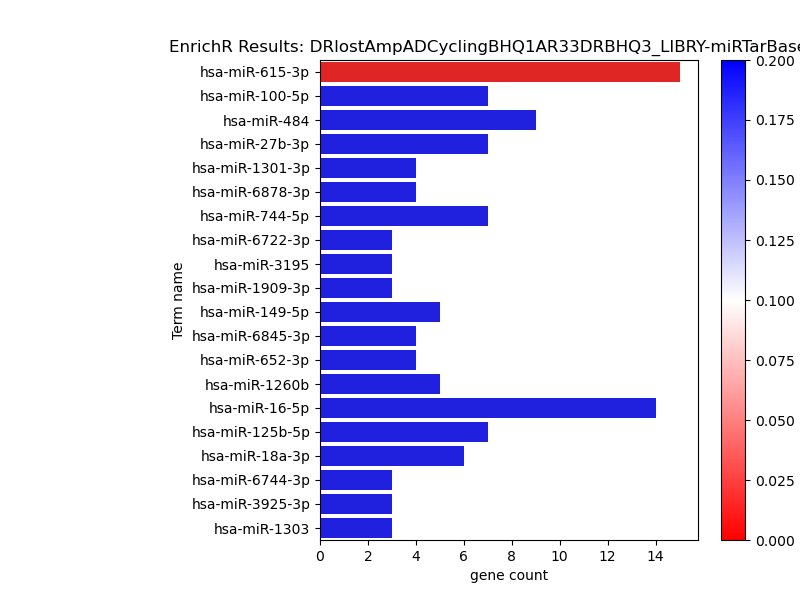 EnrichR Results: DRlostAmpADCyclingBHQ1AR33DRBHQ3_LIBRY-miRTarBase
Term name
hsa-miR-615-3p
hsa-miR-100-5p
hsa-miR-484
hsa-miR-27b-3p
hsa-miR-1301-3p
hsa-miR-6878-3p
hsa-miR-744-5p
hsa-miR-6722-3p
hsa-miR-3195
hsa-miR-1909-3p
hsa-miR-149-5p
hsa-miR-6845-3p
hsa-miR-652-3p
hsa-miR-1260b
hsa-miR-16-5p
hsa-miR-125b-5p
hsa-miR-18a-3p
hsa-miR-6744-3p
hsa-miR-3925-3p
hsa-miR-1303
0 2 4 6 8 10 12 14
gene count
0.200
0.175
0.150
0.125
0.100
0.075
0.050
0.025
0.000